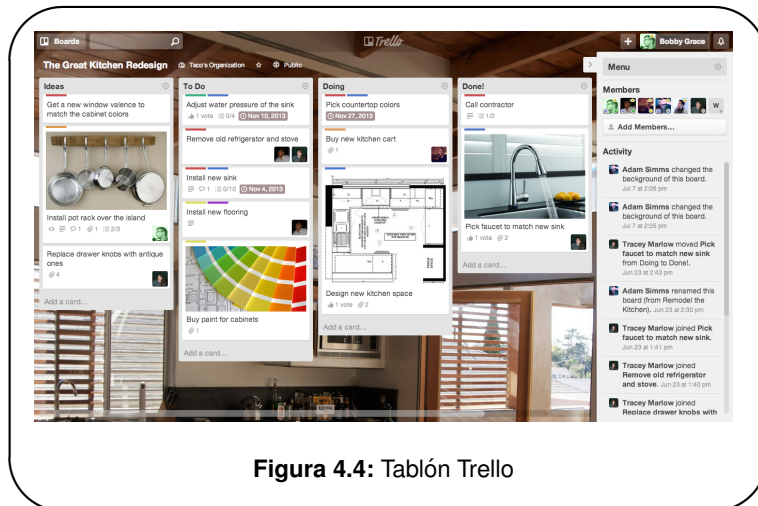 Boards
Trello
Bobby Grace
The Great Kitchen Redesign
Taco's Organization
Public
Ideas
Get a new window valence to
match the cabinet colors
Install pot rack over the island
1
1
2/3
Replace drawer knobs with antique
ones
4
Add a card...
To Do
Adjust water pressure of the sink
1 vote
0/4
Nov 10, 2013
Remove old refrigerator and stove
Install new sink
1
0/10
Nov 4, 2013
Install new flooring
Buy paint for cabinets
1
Add a card...
Doing
Pick countertop colors
Nov 27, 2013
Buy new kitchen cart
1
Design new kitchen space
1 vote
2
Add a card...
Done!
Call contractor
1/2
Pick faucet to match new sink
1 vote
2
Add a card...
Menu
Members
W
Add Members...
Activity
Adam Simms changed the
background of this board.
Jul 7 at 2:06 pm
Adam Simms changed the
background of this board.
Jul 7 at 2:05 pm
Tracey Marlow moved Pick
faucet to match new sink
from Doing to Done!.
Jun 23 at 2:43 pm
Adam Simms renamed this
board (from Remodel the
Kitchen). Jun 23 at 2:30 pm
Tracey Marlow joined Pick
faucet to match new sink.
Jun 23 at 1:41 pm
Tracey Marlow joined
Remove old refrigerator
and stove. Jun 23 at 1:40 pm
Tracey Marlow joined
Replace drawer knobs with
Figura 4.4: Tablón Trello